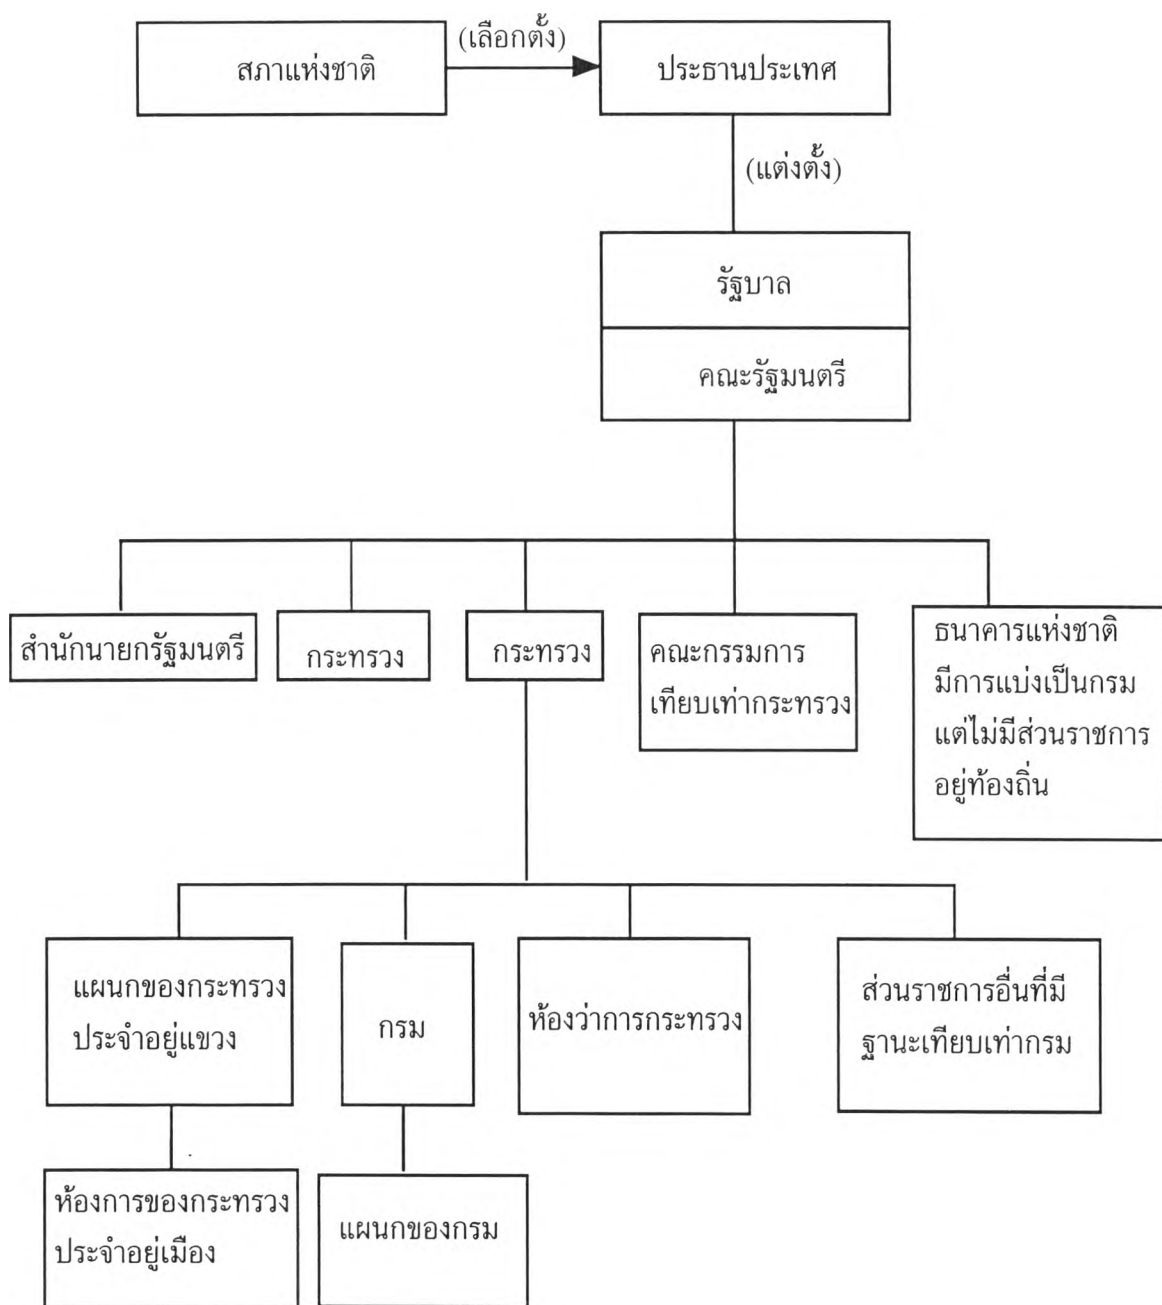 สภาแห่งชาติ
(เลือกตั้ง)
ประธานประเทศ
(แต่งตั้ง)
รัฐบาล
คณะรัฐมนตรี
สำนักนายกรัฐมนตรี
กระทรวง
กระทรวง
คณะกรรมการ
เทียบเท่ากระทรวง
ธนาคารแห่งชาติ
มีการแบ่งเป็นกรม
แต่ไม่มีส่วนราชการ
อยู่ท้องถิ่น
แผนกของกระทรวง
ประจำอยู่แขวง
กรม
ห้องว่าการกระทรวง
ส่วนราชการอื่นที่มี
ฐานะเทียบเท่ากรม
ห้องการของกระทรวง
ประจำอยู่เมือง
แผนกของกรม